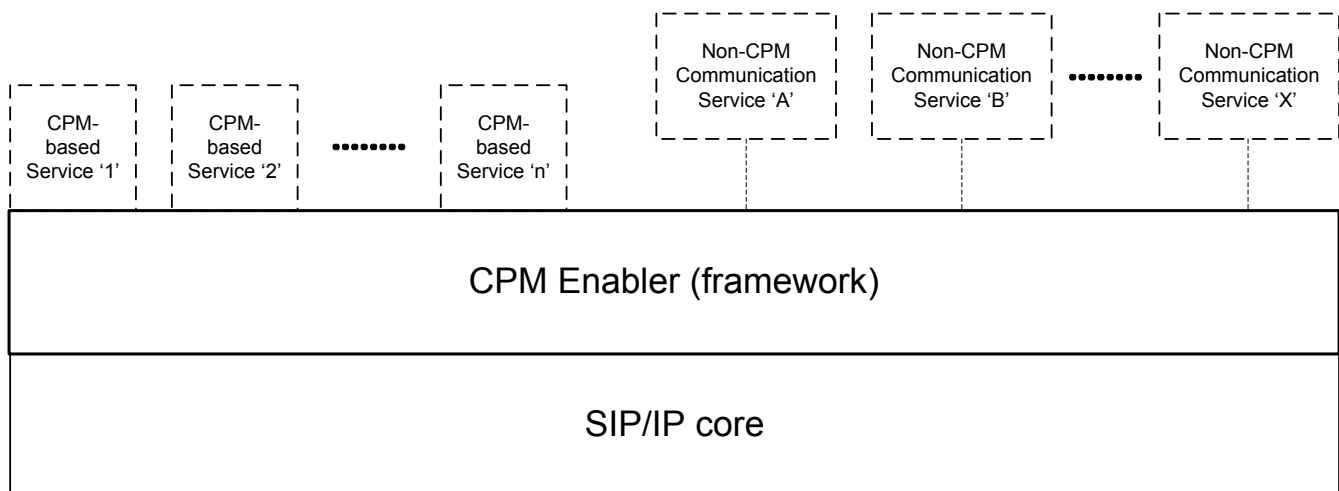 Non-CPM
Communication
Service ‘A’
Non-CPM
Communication
Service ‘B’
Non-CPM
Communication
Service ‘X’
CPM-
based
Service ‘1’
CPM-
based
Service ‘2’
CPM-
based
Service ‘n’
CPM Enabler (framework)
SIP/IP core